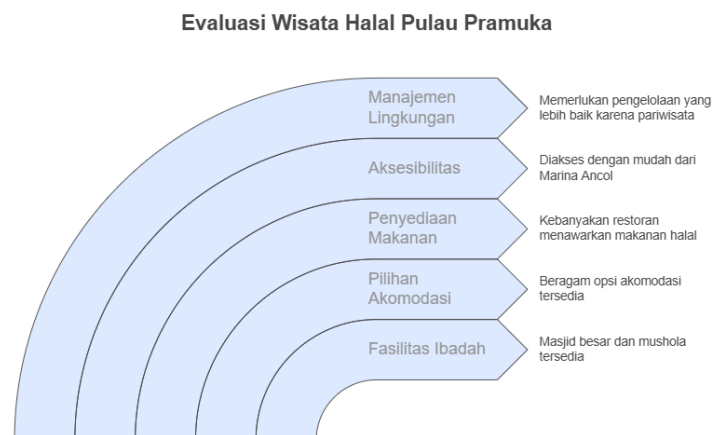 Evaluasi Wisata Halal Pulau Pramuka
Manajemen
Lingkungan
Memerlukan pengelolaan yang
lebih baik karena pariwisata
Aksesibilitas
Diakses dengan mudah dari
Marina Ancol
Penyediaan
Makanan
Kebanyakan restoran
menawarkan makanan halal
Pilihan
Akomodasi
Beragam opsi akomodasi
tersedia
Fasilitas Ibadah
Masjid besar dan mushola
tersedia